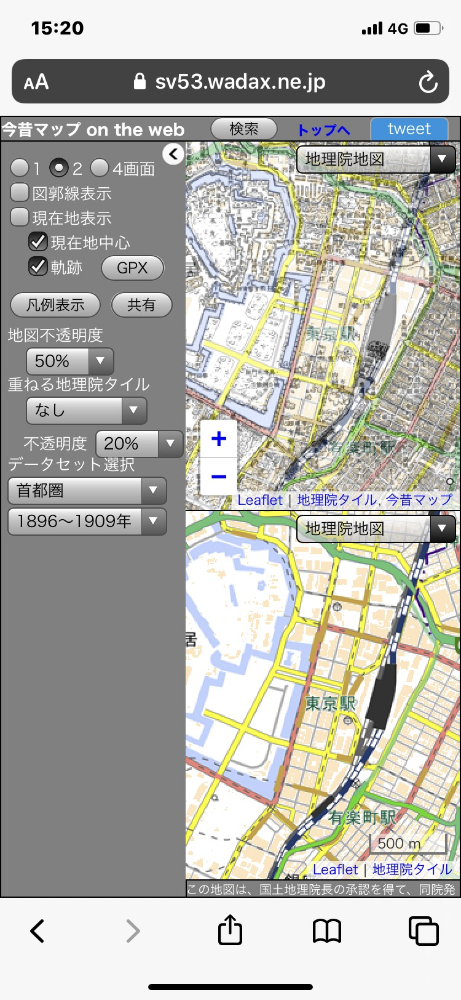 15:20
4G
AA
sv53.wadax.ne.jp
今昔マップ on the web
検索
トップへ
tweet
1 2 4画面
図郭線表示
現在地表示
現在地中心
軌跡
GPX
凡例表示
共有
地図不透明度
50%
重ねる地理院タイル
なし
不透明度
20%
データセット選択
首都圏
1896～1909年
地理院地図
東京駅
有楽町駅
+
−
Leaflet | 地理院タイル, 今昔マップ
地理院地図
居
東京駅
有楽町駅
500 m
Leaflet | 地理院タイル
この地図は、国土地理院長の承認を得て、同院発